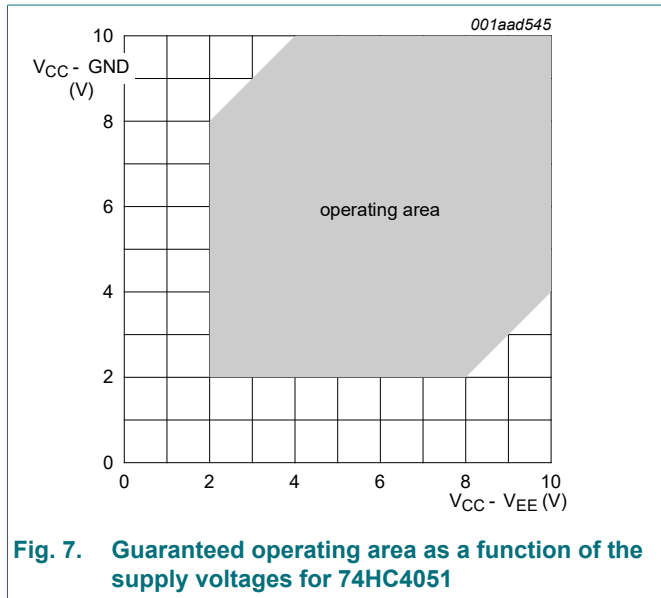 001aad545
10
VCC - GND
(V)
8
6
operating area
4
2
0
0 2 4 6 8 10
VCC - VEE (V)
Fig. 7. Guaranteed operating area as a function of the
supply voltages for 74HC4051